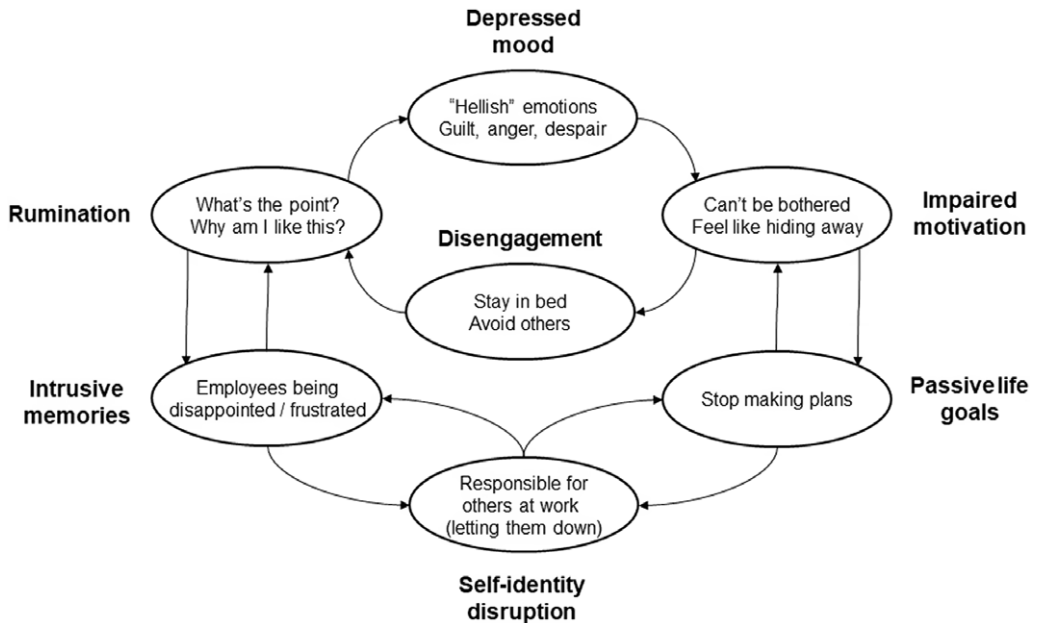 Depressed
mood
"Hellish" emotions
Guilt, anger, despair
Rumination
What's the point?
Why am I like this?
Can't be bothered
Feel like hiding away
Impaired
motivation
Disengagement
Stay in bed
Avoid others
Intrusive
memories
Employees being
disappointed / frustrated
Stop making plans
Passive life
goals
Responsible for
others at work
(letting them down)
Self-identity
disruption